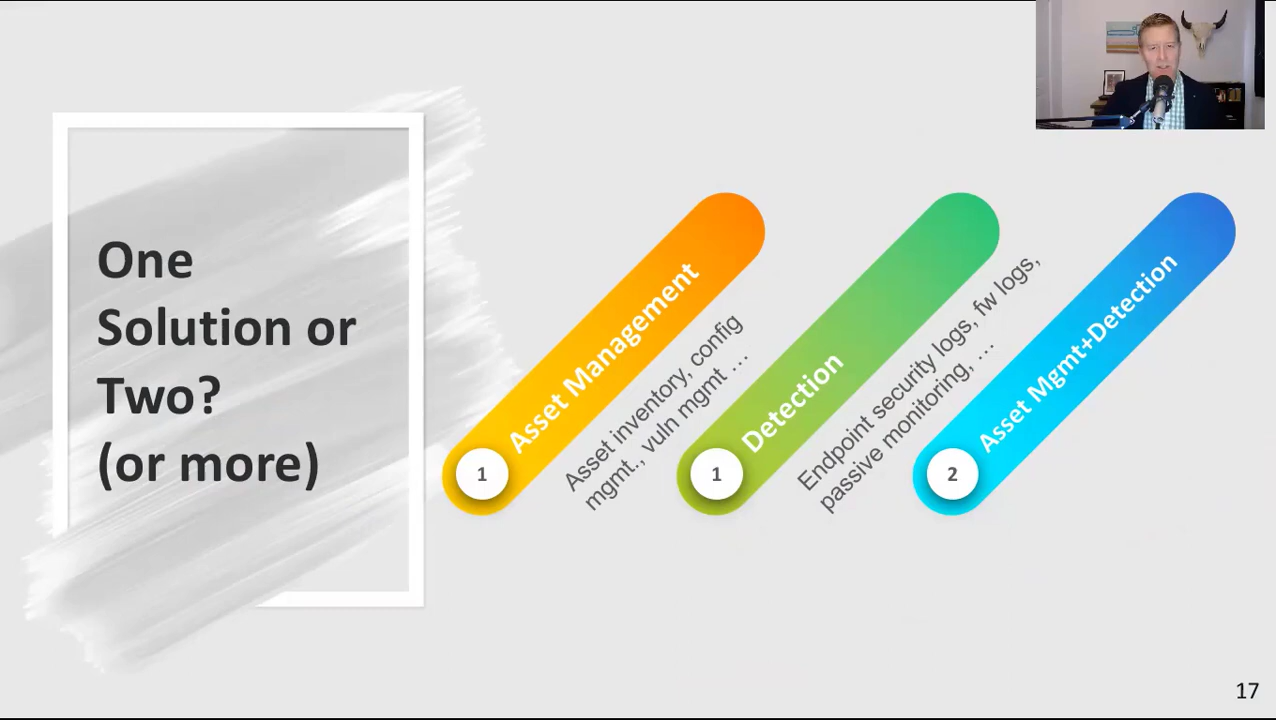 One
Solution or
Two?
(or more)
1
Asset Management
Asset inventory, config
mgmt., vuln mgmt ...
1
Detection
Endpoint security logs, fw logs,
passive monitoring, ...
2
Asset Mgmt+Detection
17